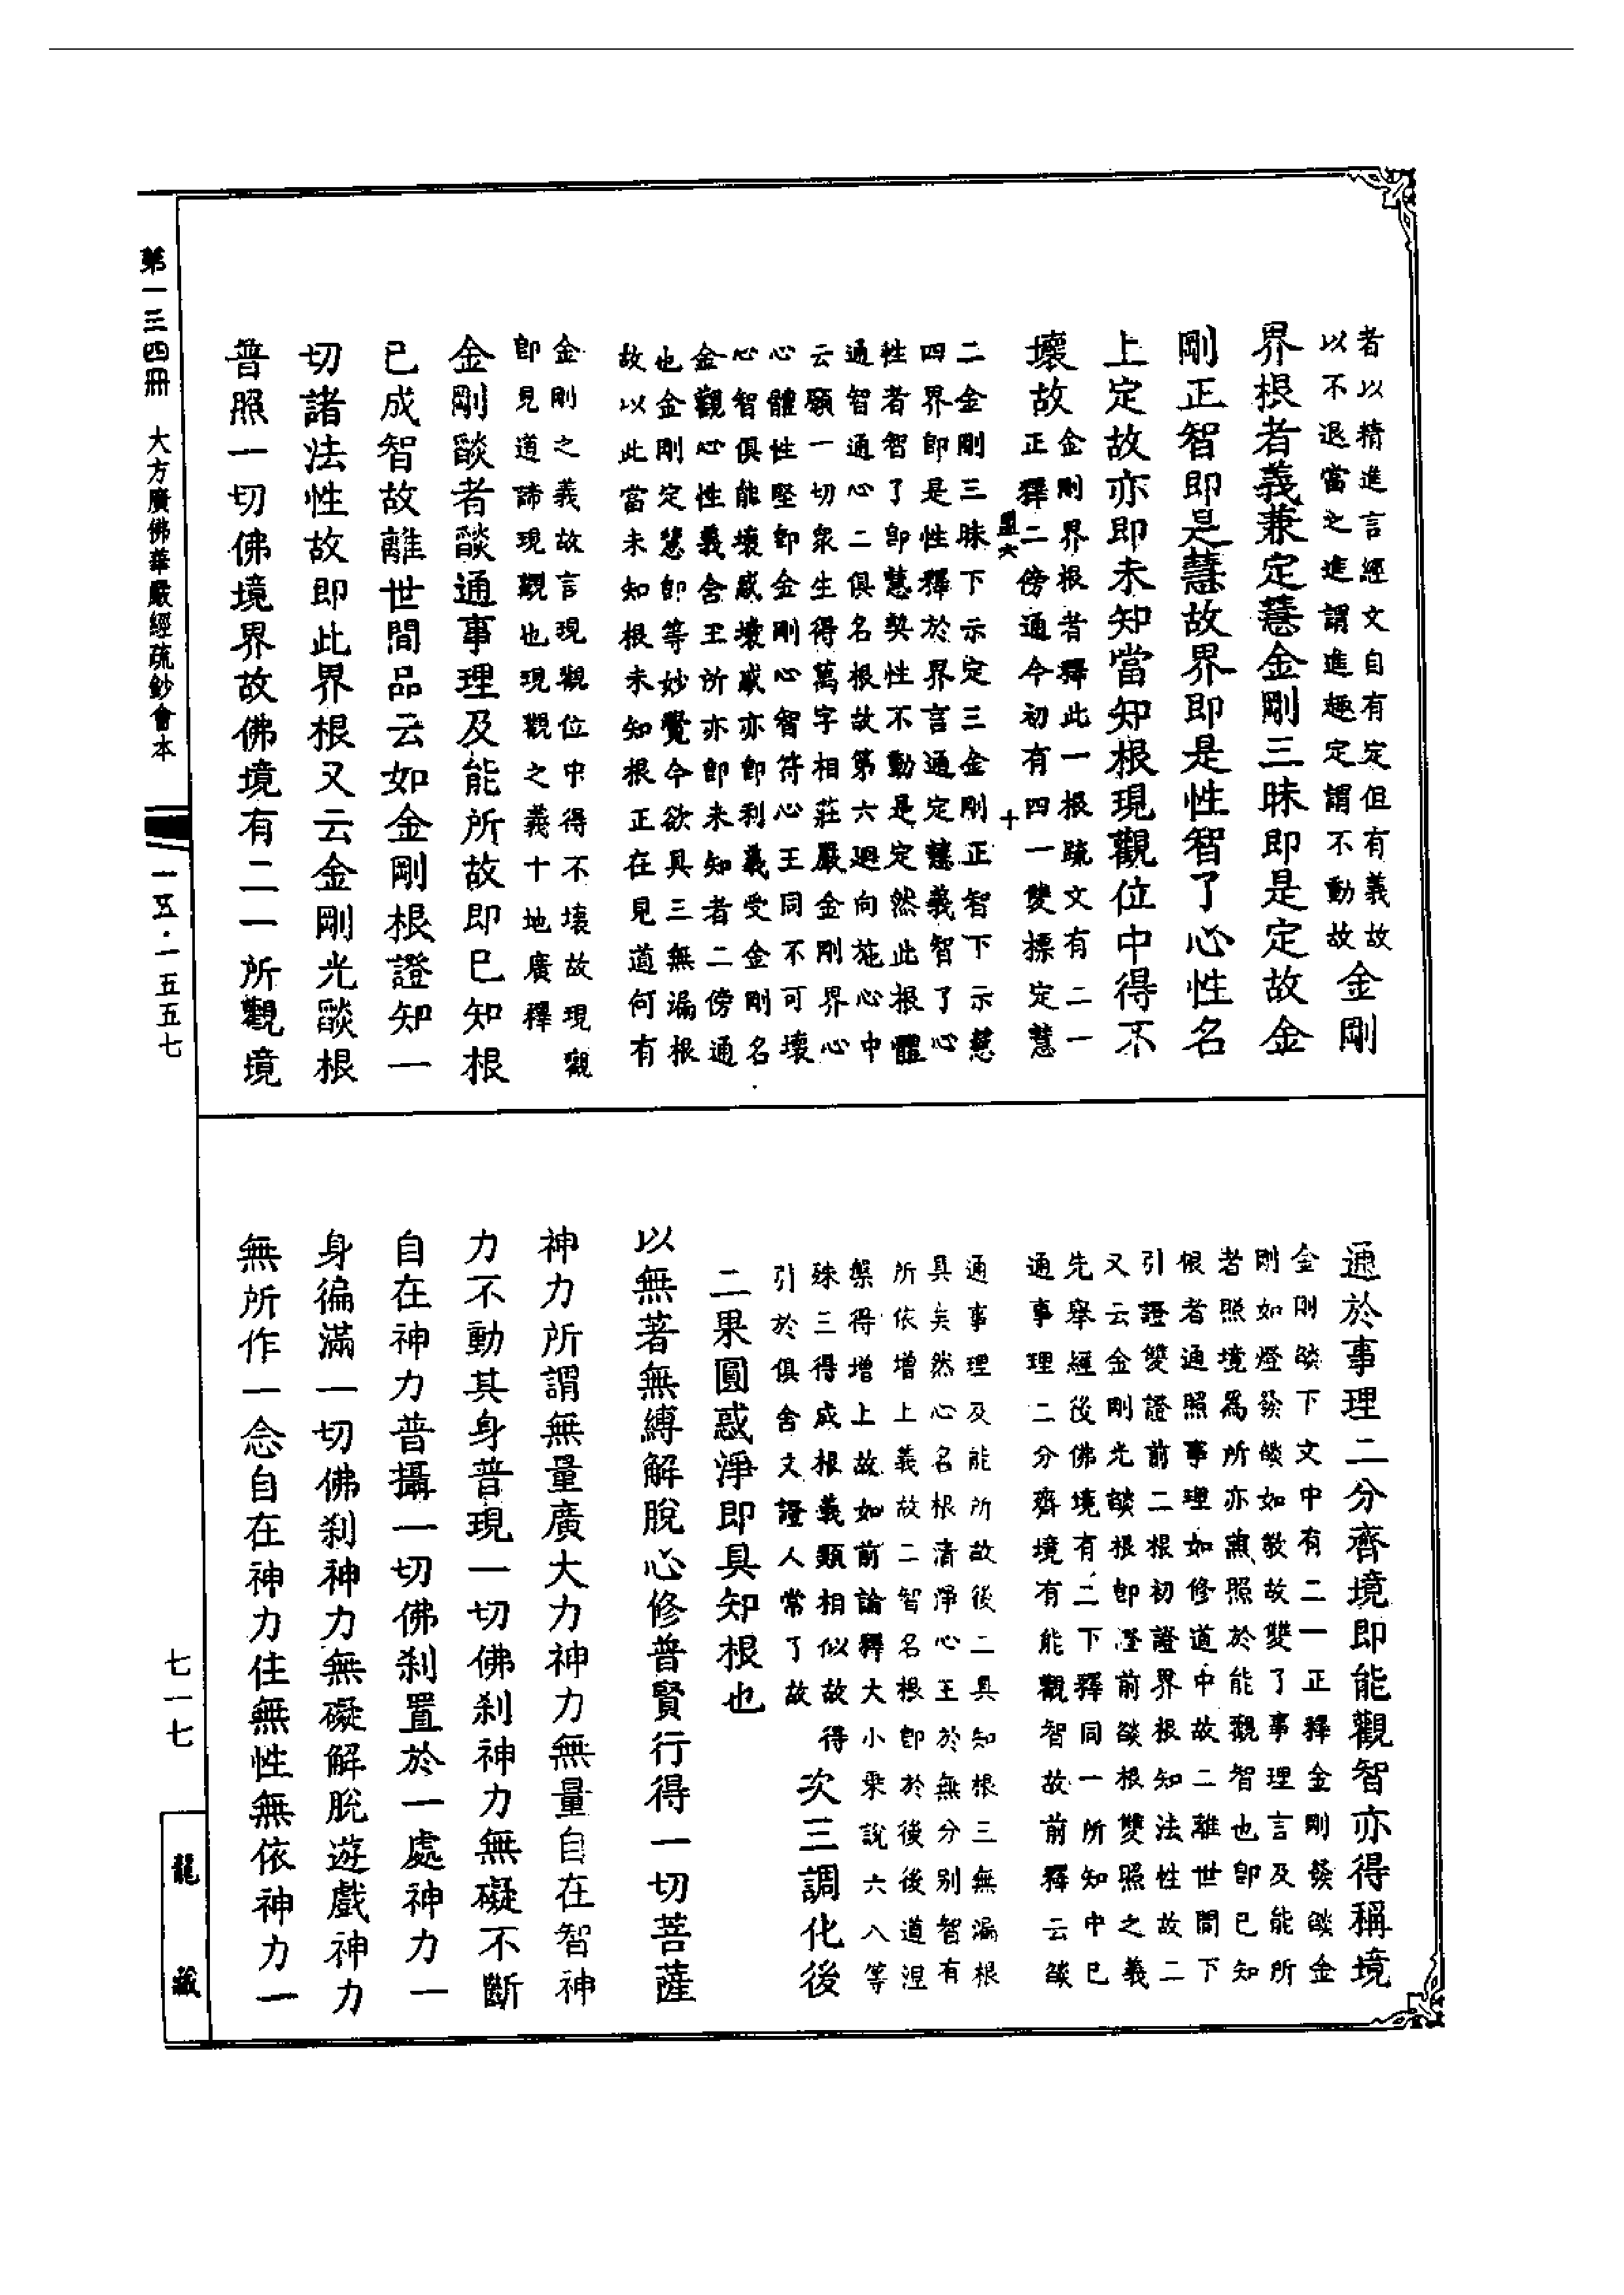 者以精進言經文自有定但有義故
以不退當之進謂進趣定謂不動故
金剛
界根者義兼定慧金剛三昧即是定故金
剛正智即是慧故界即是性智了心性名
上定故亦即未知當知根現觀位中得不
壞故
金剛界根者釋此一根疏文有二一
正釋二傍通今初有四一雙標定慧
盟六 十
二金剛三昧下示定三金剛正智下示慧
四界即是性釋於界言通定慧義智了心
性者智了即慧契性不動是定然此根體
通智通心二俱名根故第六迴向施心中
云願一切衆生得萬字相莊嚴金剛界心
心體性堅即金剛心智符心王同不可壞
心智俱能壞惑壞惑亦即利義受金剛名
金觀心性義含王所亦即未知者二傍通
也金剛定慧即等妙覺今欲具三無漏根
故以此當未知根未知根正在見道何有
金剛之義故言現觀位中得不壞故現觀
即見道諦現觀也現觀之義十地廣釋
金剛燄者燄通事理及能所故即已知根
已成智故離世間品云如金剛根證知一
切諸法性故即此界根又云金剛光燄根
普照一切佛境界故佛境有二一所觀境
通於事理二分齊境即能觀智亦得稱境
金剛燄下文中有二一正釋金剛發燄金
剛如燈發燄如敎故雙了事理言及能所
者照境爲所亦兼照於能觀智也即已知
根者通照事理如修道中故二離世間下
引證雙證前二根初證界根知法性故二
又云金剛光燄根即證前燄根雙照之義
先舉經後佛境有二下釋同一所知中已
通事理二分齊境有能觀智故前釋云燄
通事理及能所故後二具知根三無漏根
具矣然心名根清淨心王於無分別智有
所依增上義故二智名根即於後後道涅
槃得增上故如前論釋大小乘說六八等
殊三得成根義類相似故得
引於俱舍文證人常了故
次三調化後
二果圓惑淨即具知根也
以無著無縛解脫心修普賢行得一切菩薩
神力所謂無量廣大力神力無量自在智神
力不動其身普現一切佛刹神力無礙不斷
自在神力普攝一切佛刹置於一處神力一
身徧滿一切佛刹神力無礙解脫遊戲神力
無所作一念自在神力住無性無依神力一
第一三四冊 大方廣佛華嚴經疏鈔會本 一五·一五五七
七一七
龍藏